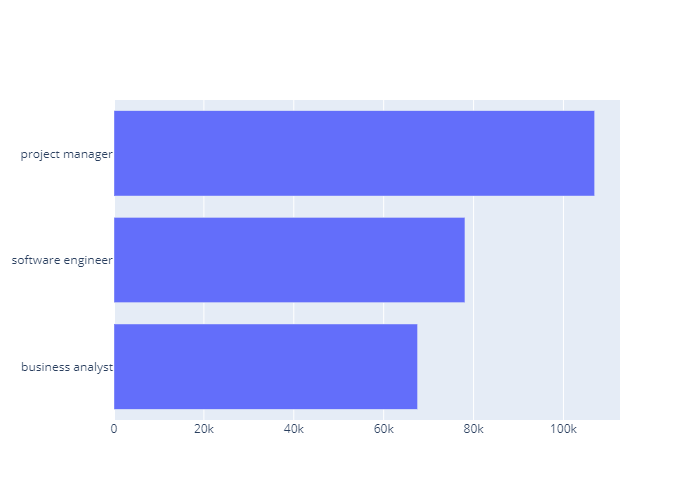 project manager
software engineer
business analyst
0 20k 40k 60k 80k 100k